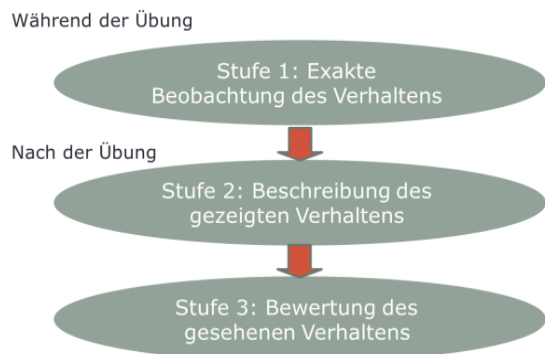 Während der Übung
Stufe 1: Exakte
Beobachtung des Verhaltens
Nach der Übung
Stufe 2: Beschreibung des
gezeigten Verhaltens
Stufe 3: Bewertung des
gesehenen Verhaltens